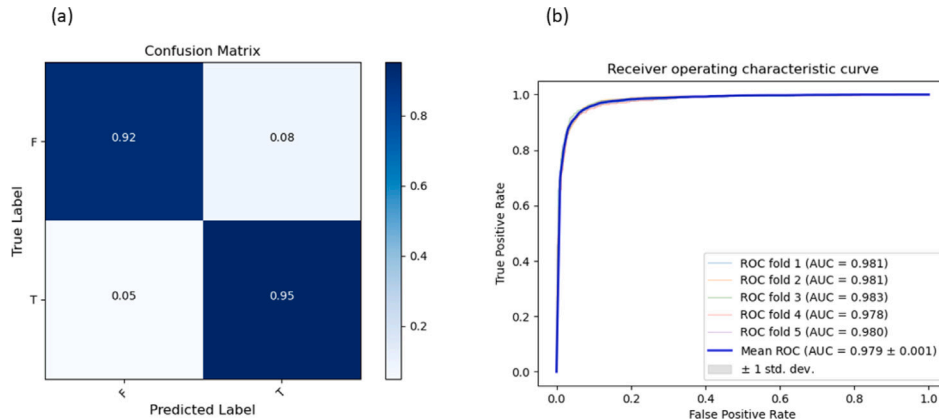 (a)
(b)
Confusion Matrix
F
T
True Label
0.92
0.08
0.05
0.95
F
T
Predicted Label
0.8
0.6
0.4
0.2
Receiver operating characteristic curve
True Positive Rate
1.0
0.8
0.6
0.4
0.2
0.0
ROC fold 1 (AUC = 0.981)
ROC fold 2 (AUC = 0.981)
ROC fold 3 (AUC = 0.983)
ROC fold 4 (AUC = 0.978)
ROC fold 5 (AUC = 0.980)
Mean ROC (AUC = 0.979 ± 0.001)
± 1 std. dev.
0.0 0.2 0.4 0.6 0.8 1.0
False Positive Rate